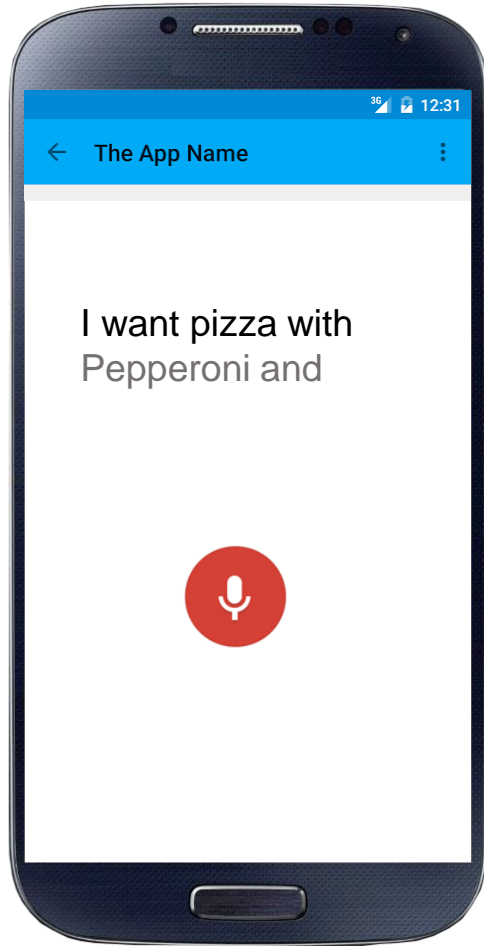 3G 12:31
The App Name
I want pizza with
Pepperoni and